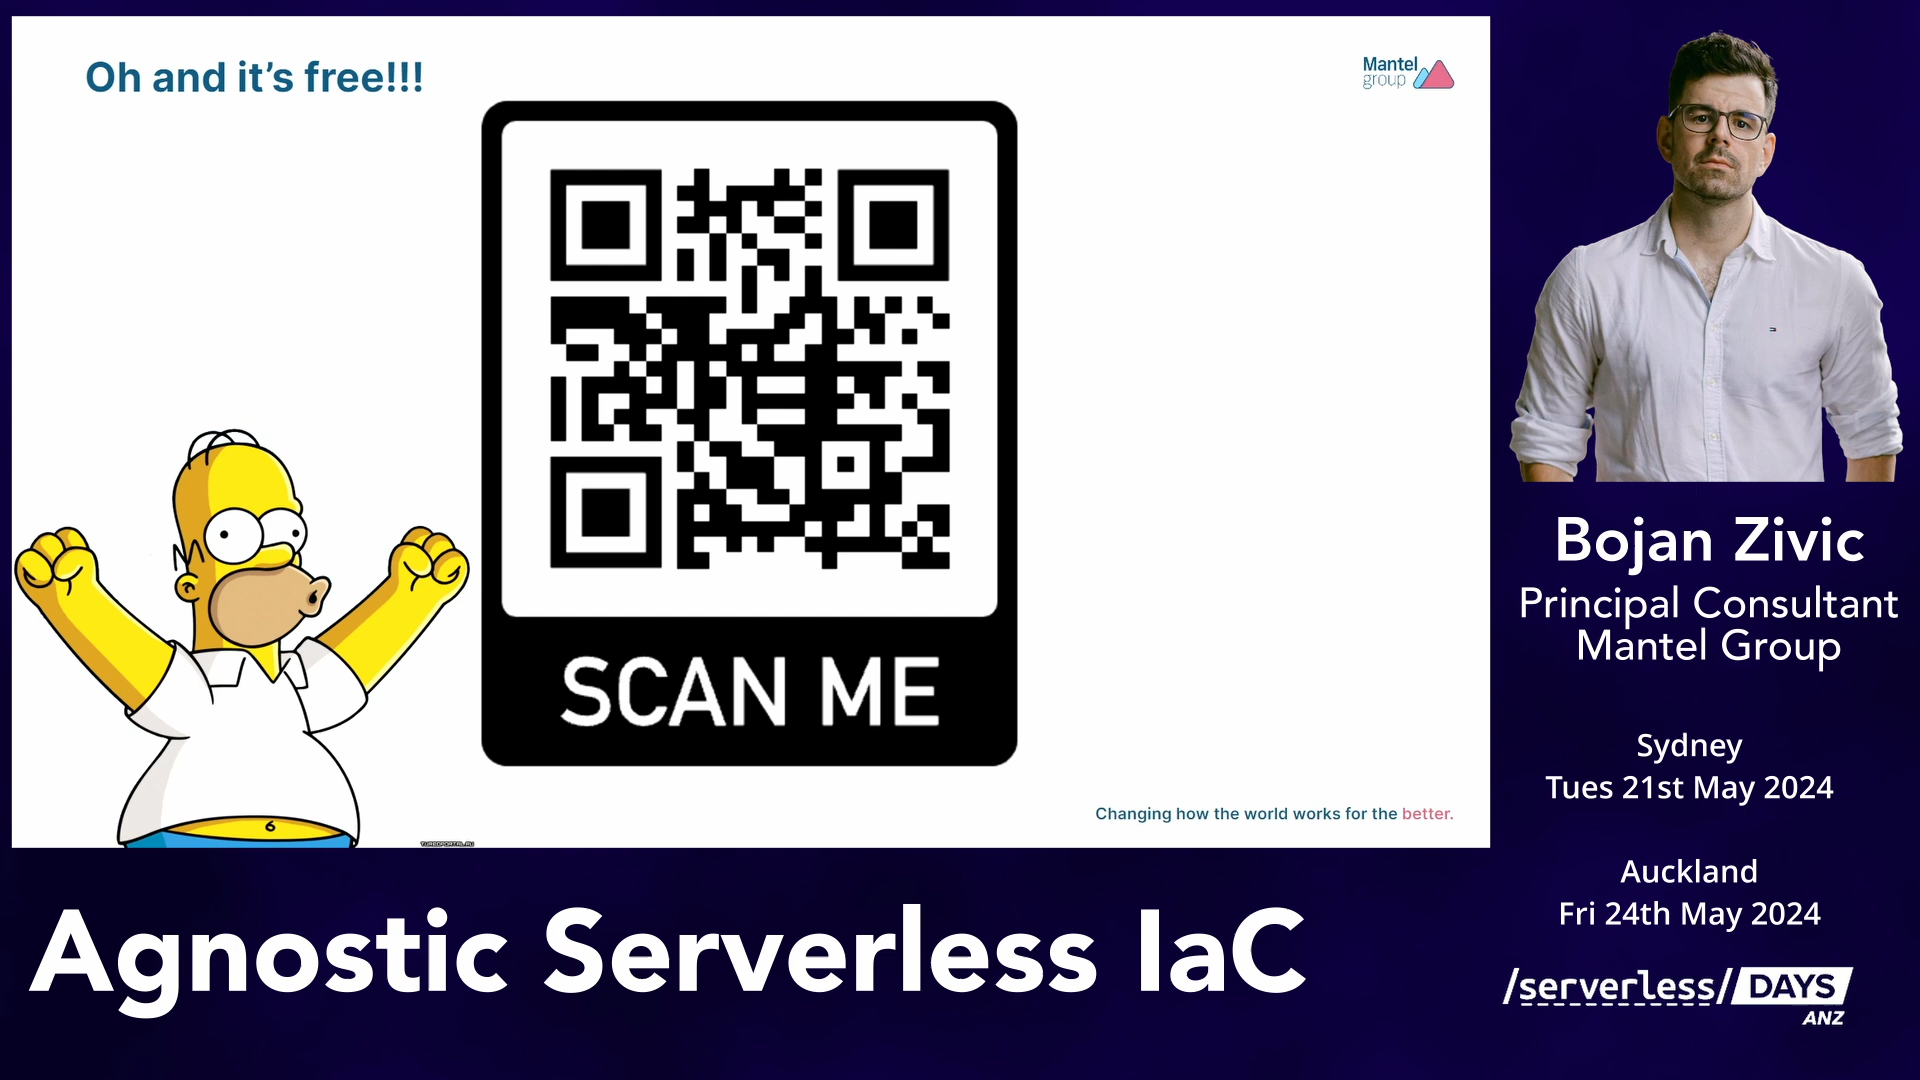 Oh and it's free!!!
Mantel
group
SCAN ME
Changing how the world works for the better.
Bojan Zivic
Principal Consultant
Mantel Group
Sydney
Tues 21st May 2024
Auckland
Fri 24th May 2024
Agnostic Serverless IaC
/serverless/ DAYS
ANZ